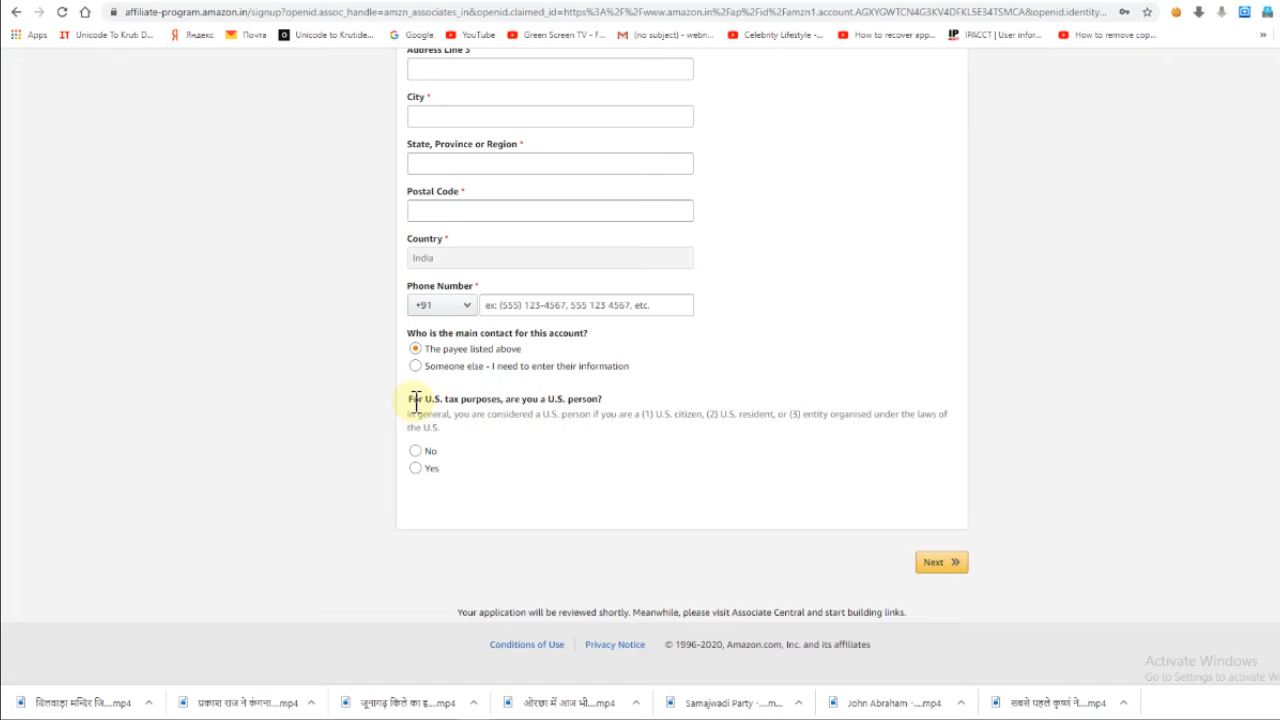 affiliate-program.amazon.in/signup?openid.assoc_handle=amzn_associates_in&openid.claimed_id=https%3A%2F%2Fwww.amazon.in%2Fap%2Fid%2Famzn1.account.AGXYGWTCN4G3KV4DFKL5E34TSMCA&openid.identity...
Apps Unicode To Kruti D... Яндекс Почта Unicode to Krutide... Google YouTube Green Screen TV - F... (no subject) - webn... Celebrity Lifestyle -... How to recover app... IPACCT | User infor... How to remove cop... »
Address Line 3
City *
State, Province or Region *
Postal Code *
Country *
India
Phone Number *
+91 ex: (555) 123-4567, 555 123 4567, etc.
Who is the main contact for this account?
The payee listed above
Someone else - I need to enter their information
For U.S. tax purposes, are you a U.S. person?
In general, you are considered a U.S. person if you are a (1) U.S. citizen, (2) U.S. resident, or (3) entity organised under the laws of
the U.S.
No
Yes
Next
Your application will be reviewed shortly. Meanwhile, please visit Associate Central and start building links.
Conditions of Use Privacy Notice © 1996-2020, Amazon.com, Inc. and its affiliates
Activate Windows
Go to Settings to activate W
दिलवाड़ा मन्दिर जि....mp4 प्रकाश राज ने कंगना....mp4 जूनागढ़ किले का इ....mp4 ओरछा में आज भी....mp4 Samajwadi Party -....m... John Abraham -....mp4 सबसे पहले कृष्ण ने....mp4